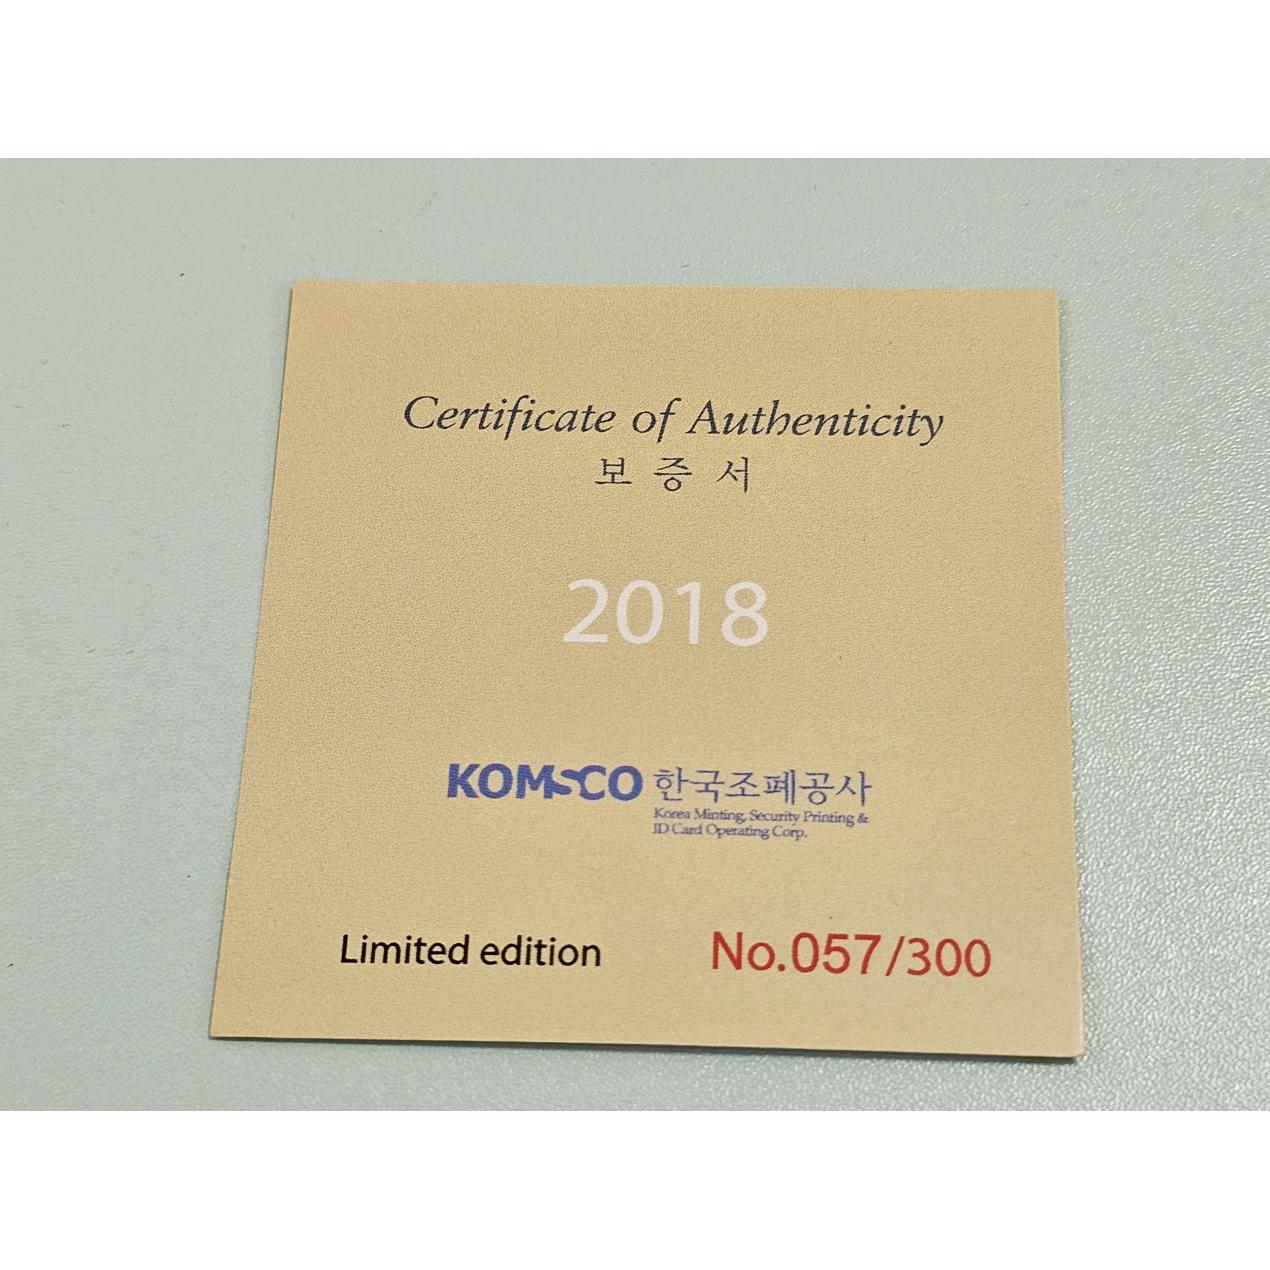 Certificate of Authenticity
보 증 서
2018
KOMSCO 한국조폐공사
Korea Minting, Security Printing &
ID Card Operating Corp.
Limited edition No.057/300